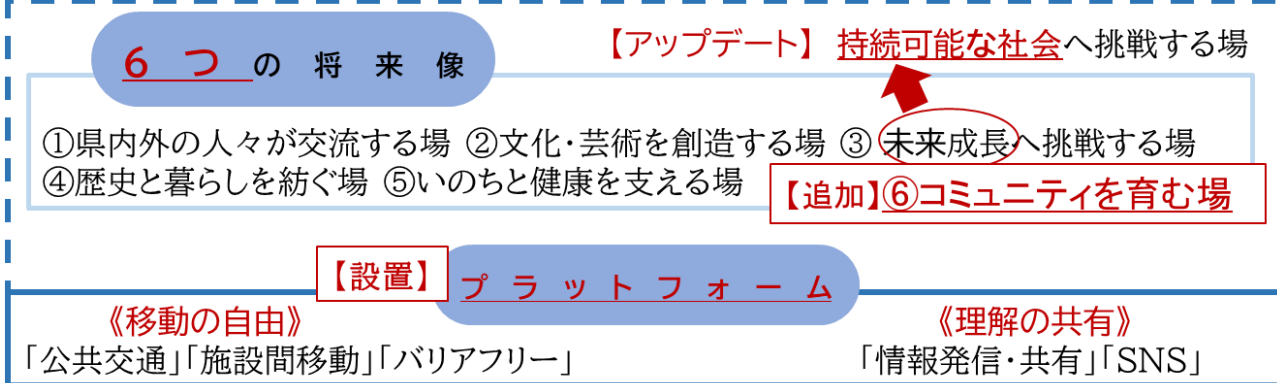 ６つの将来像
【アップデート】 持続可能な社会へ挑戦する場
①県内外の人々が交流する場 ②文化・芸術を創造する場 ③未来成長へ挑戦する場
④歴史と暮らしを紡ぐ場 ⑤いのちと健康を支える場
【追加】⑥コミュニティを育む場
【設置】
プラットフォーム
《移動の自由》
《理解の共有》
「公共交通」「施設間移動」「バリアフリー」
「情報発信・共有」「SNS」